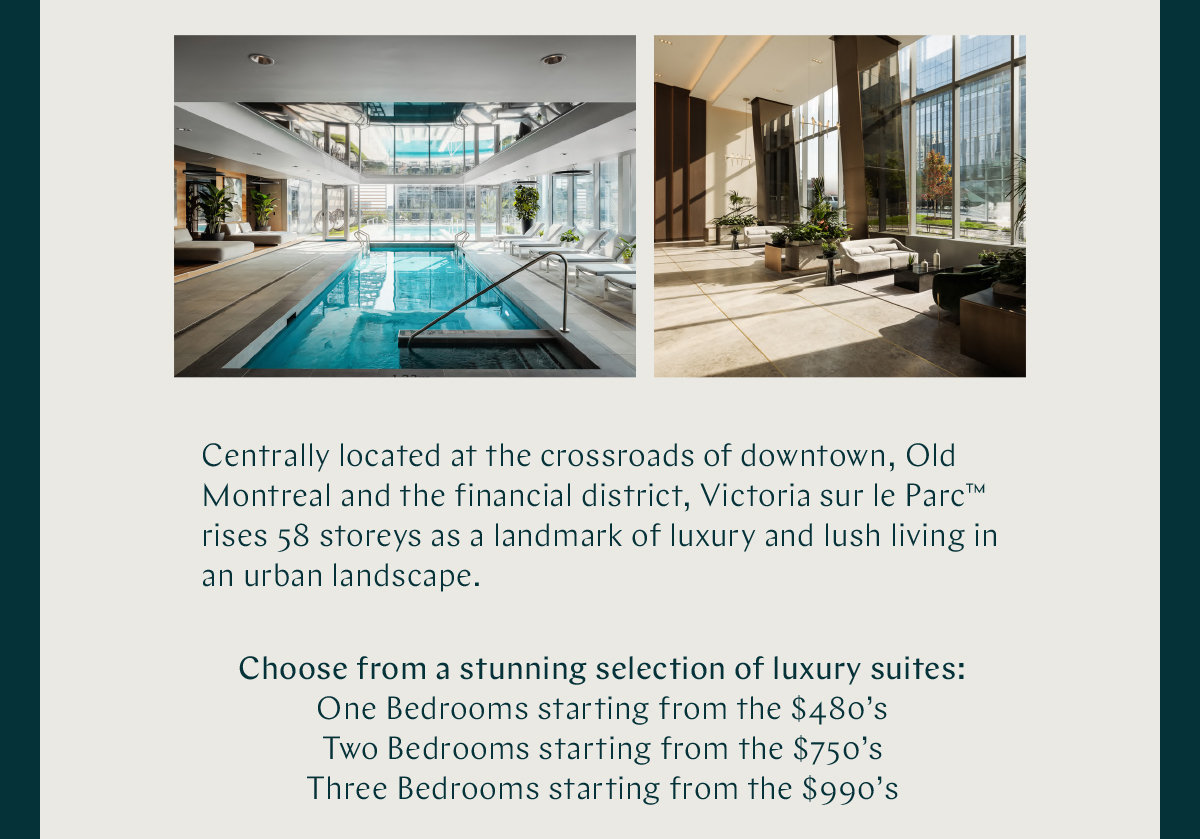 Centrally located at the crossroads of downtown, Old
Montreal and the financial district, Victoria sur le Parc™
rises 58 storeys as a landmark of luxury and lush living in
an urban landscape.
Choose from a stunning selection of luxury suites:
One Bedrooms starting from the $480’s
Two Bedrooms starting from the $750’s
Three Bedrooms starting from the $990’s